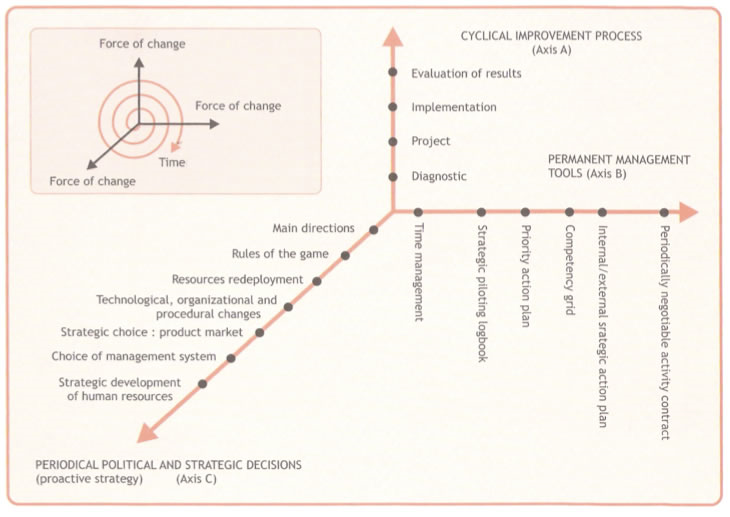 Force of change
Force of change
Time
Force of change
CYCLICAL IMPROVEMENT PROCESS
(Axis A)
Evaluation of results
Implementation
Project
Diagnostic
PERMANENT MANAGEMENT
TOOLS (Axis B)
Time management
Strategic piloting logbook
Priority action plan
Competency grid
Internal/external srategic action plan
Periodically negotiable activity contract
Main directions
Rules of the game
Resources redeployment
Technological, organizational and
procedural changes
Strategic choice : product market
Choice of management system
Strategic development
of human resources
PERIODICAL POLITICAL AND STRATEGIC DECISIONS
(proactive strategy) (Axis C)